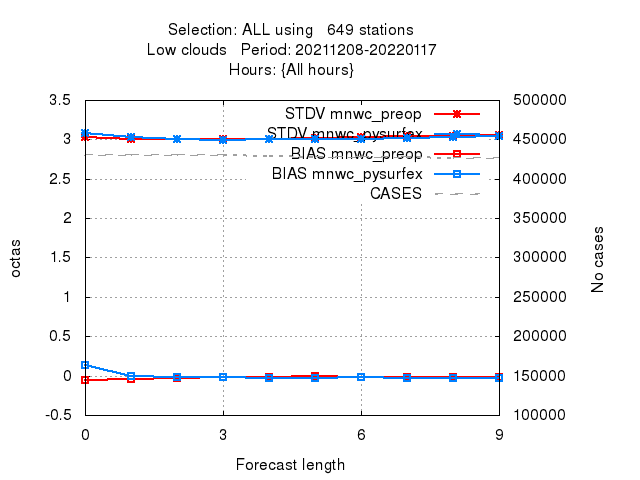 Selection: ALL using   649 stations
Low clouds   Period: 20211208-20220117
Hours: {All hours}
3.5
3
2.5
2
1.5
1
0.5
0
-0.5
octas
500000
450000
400000
350000
300000
250000
200000
150000
100000
No cases
STDV mnwc_preop
STDV mnwc_pysurfex
BIAS mnwc_preop
BIAS mnwc_pysurfex
CASES
0
3
6
9
Forecast length